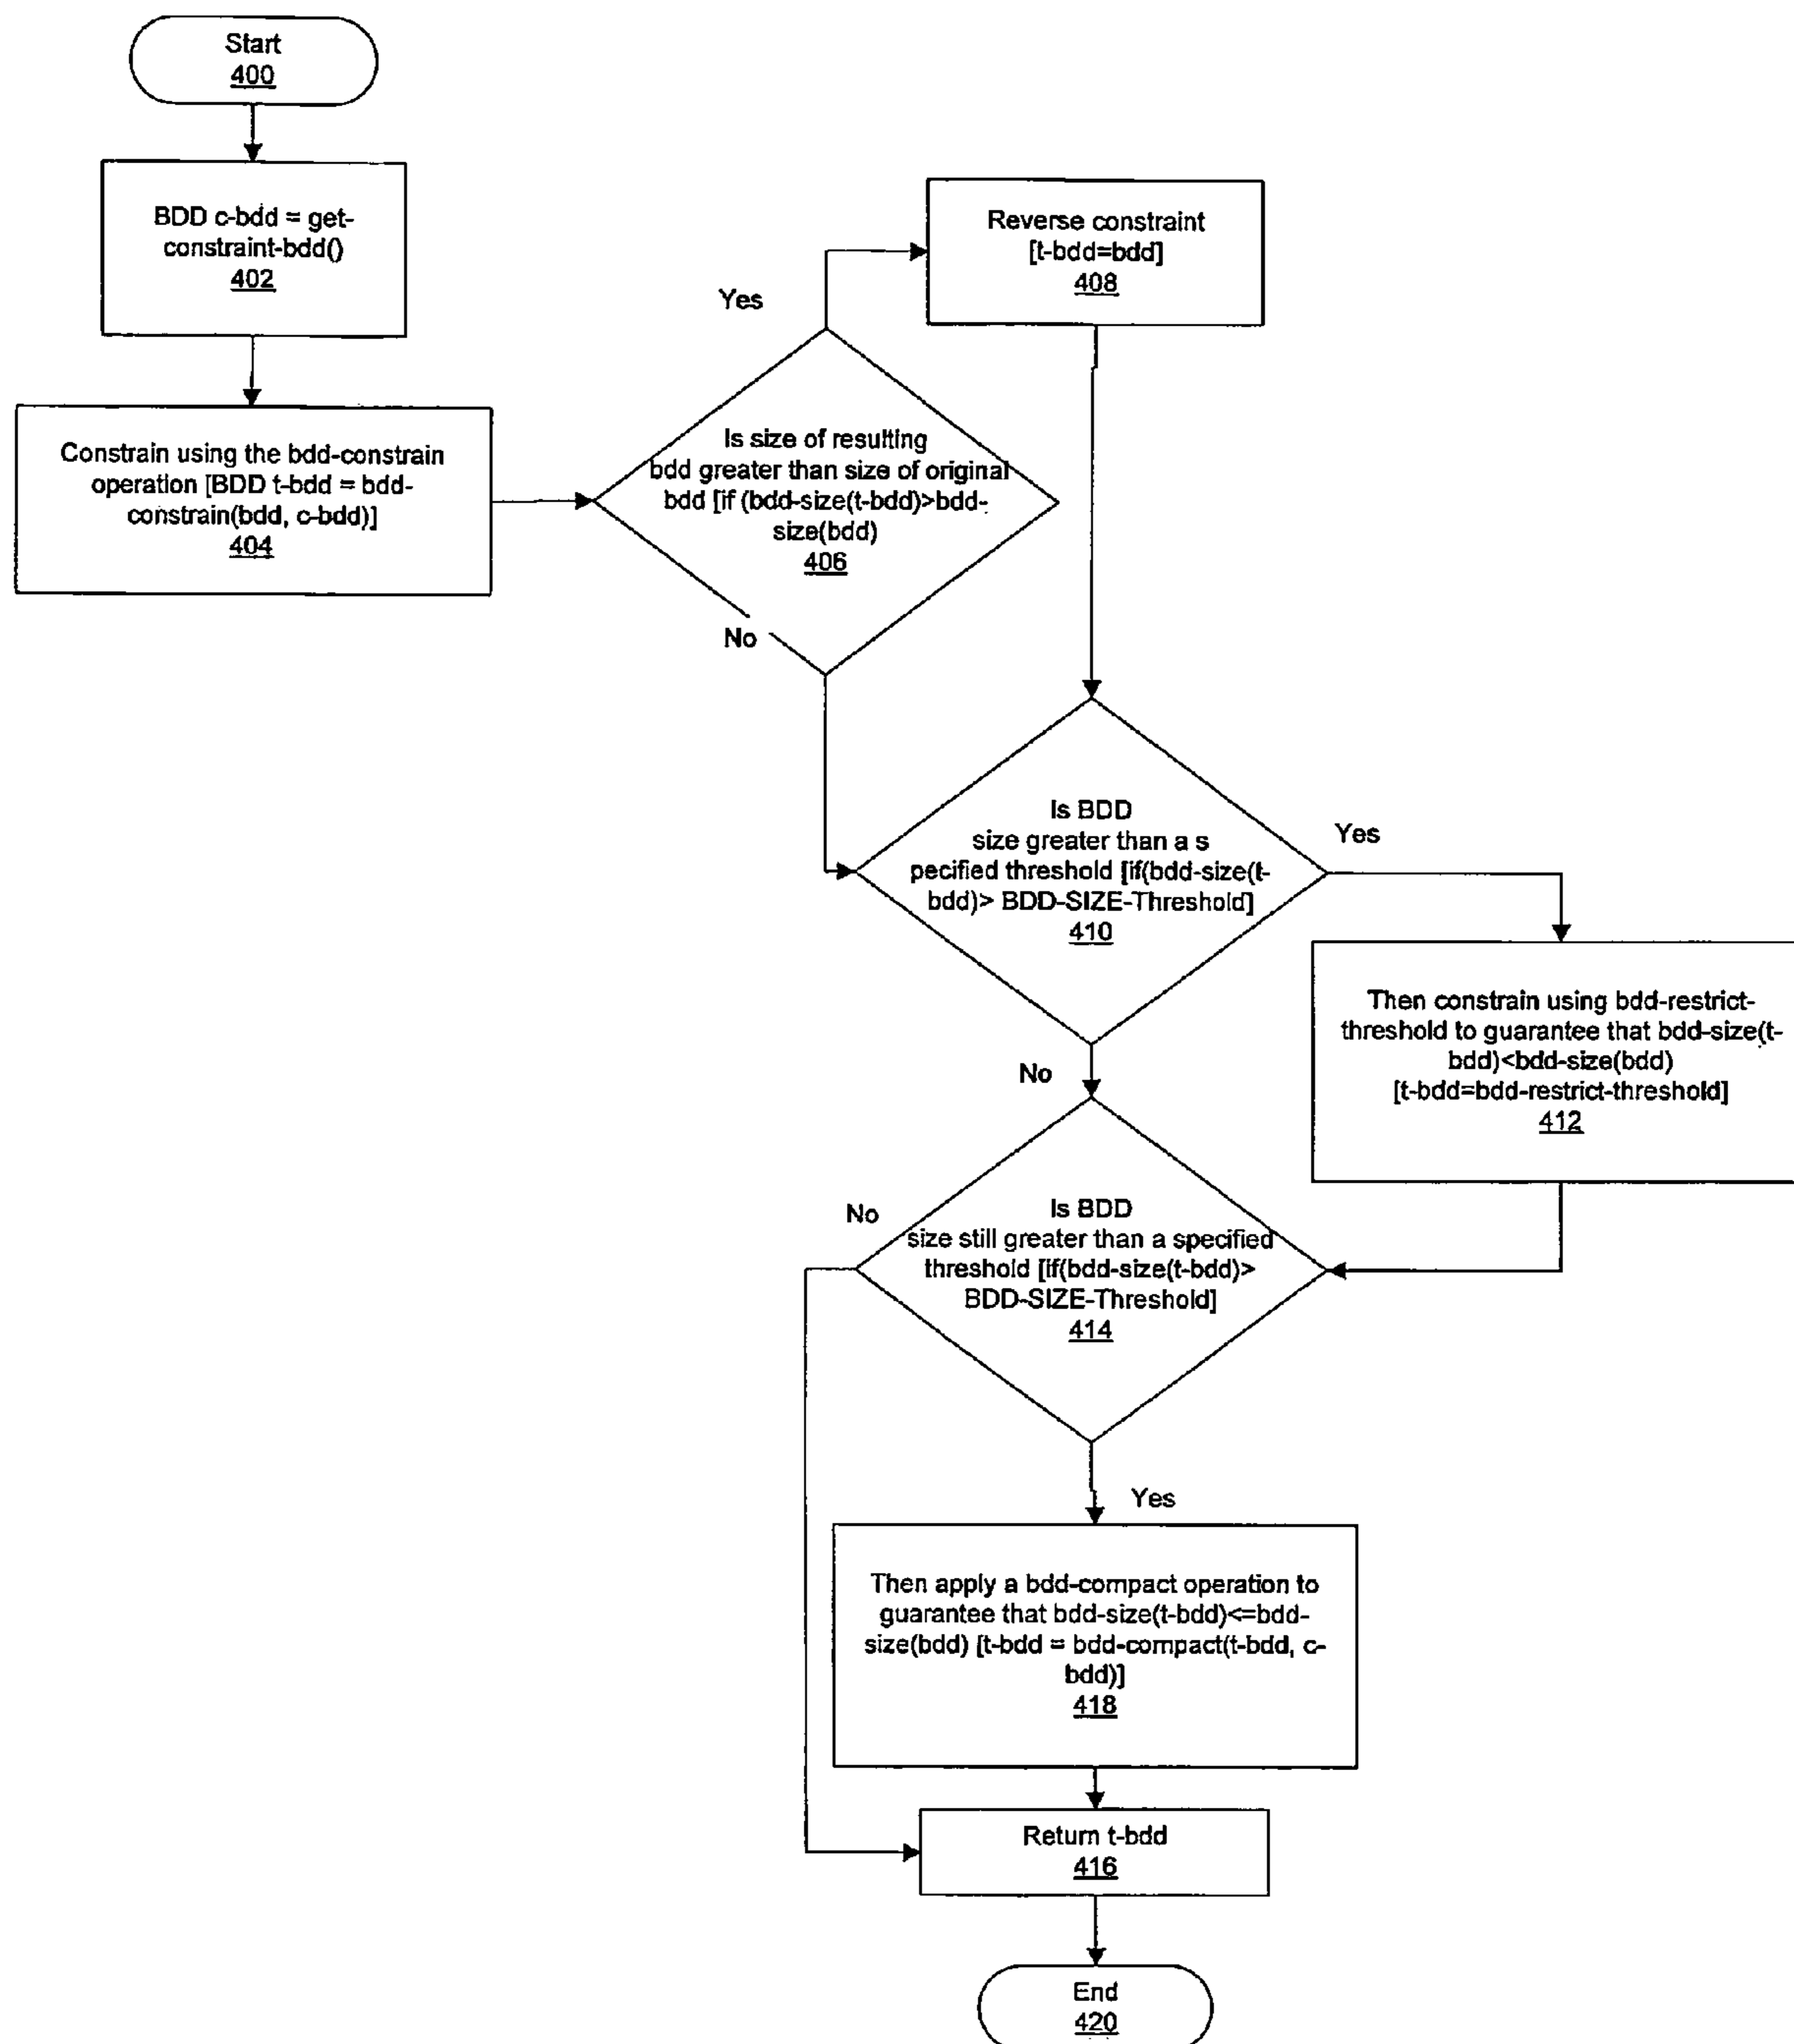 Start
400
BDD c-bdd = get-
constraint-bdd()
402
Constrain using the bdd-constrain
operation [BDD t-bdd = bdd-
constrain(bdd, c-bdd)]
404
Is size of resulting
bdd greater than size of original
bdd [if (bdd-size(t-bdd)>bdd-
size(bdd)
406
Yes
No
Reverse constraint
[t-bdd=bdd]
408
Is BDD
size greater than a s
pecified threshold [if(bdd-size(t-
bdd)> BDD-SIZE-Threshold]
410
Yes
No
Then constrain using bdd-restrict-
threshold to guarantee that bdd-size(t-
bdd)<bdd-size(bdd)
[t-bdd=bdd-restrict-threshold]
412
Is BDD
size still greater than a specified
threshold [if(bdd-size(t-bdd)>
BDD-SIZE-Threshold]
414
No
Yes
Then apply a bdd-compact operation to
guarantee that bdd-size(t-bdd)<=bdd-
size(bdd) [t-bdd = bdd-compact(t-bdd, c-
bdd)]
418
Return t-bdd
416
End
420